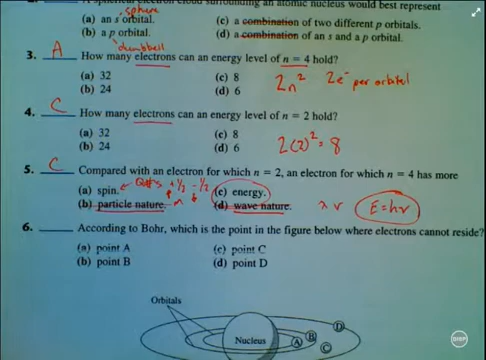 A spherical electron cloud surrounding an atomic nucleus would best represent
sphere
(a) an s orbital.
(c) a combination of two different p orbitals.
(b) a p orbital.
(d) a combination of an s and a p orbital.
dumbbell
3. A How many electrons can an energy level of n = 4 hold?
(a) 32
(c) 8
(b) 24
(d) 6
2n² 2e⁻ per orbital
4. C How many electrons can an energy level of n = 2 hold?
(a) 32
(c) 8
(b) 24
(d) 6
2(2)² = 8
5. C Compared with an electron for which n = 2, an electron for which n = 4 has more
(a) spin.
+1/2 -1/2
(c) energy.
(b) particle nature.
(d) wave nature.
λ ν E=hν
6. According to Bohr, which is the point in the figure below where electrons cannot reside?
(a) point A
(c) point C
(b) point B
(d) point D
Orbitals
Nucleus
A
B
C
D